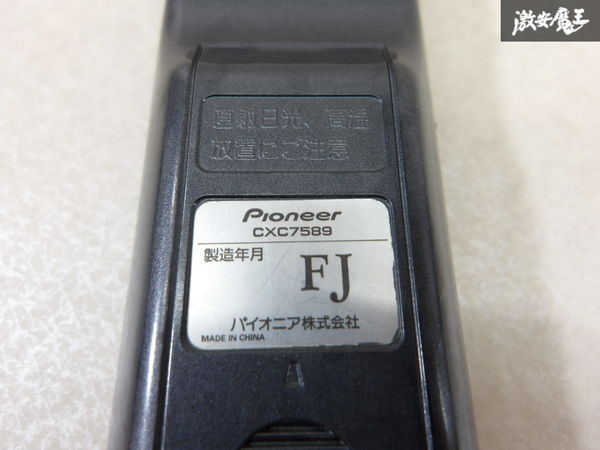 激安魔王
直射日光、高温
放置にご注意
Pioneer
CXC7589
製造年月
FJ
パイオニア株式会社
MADE IN CHINA